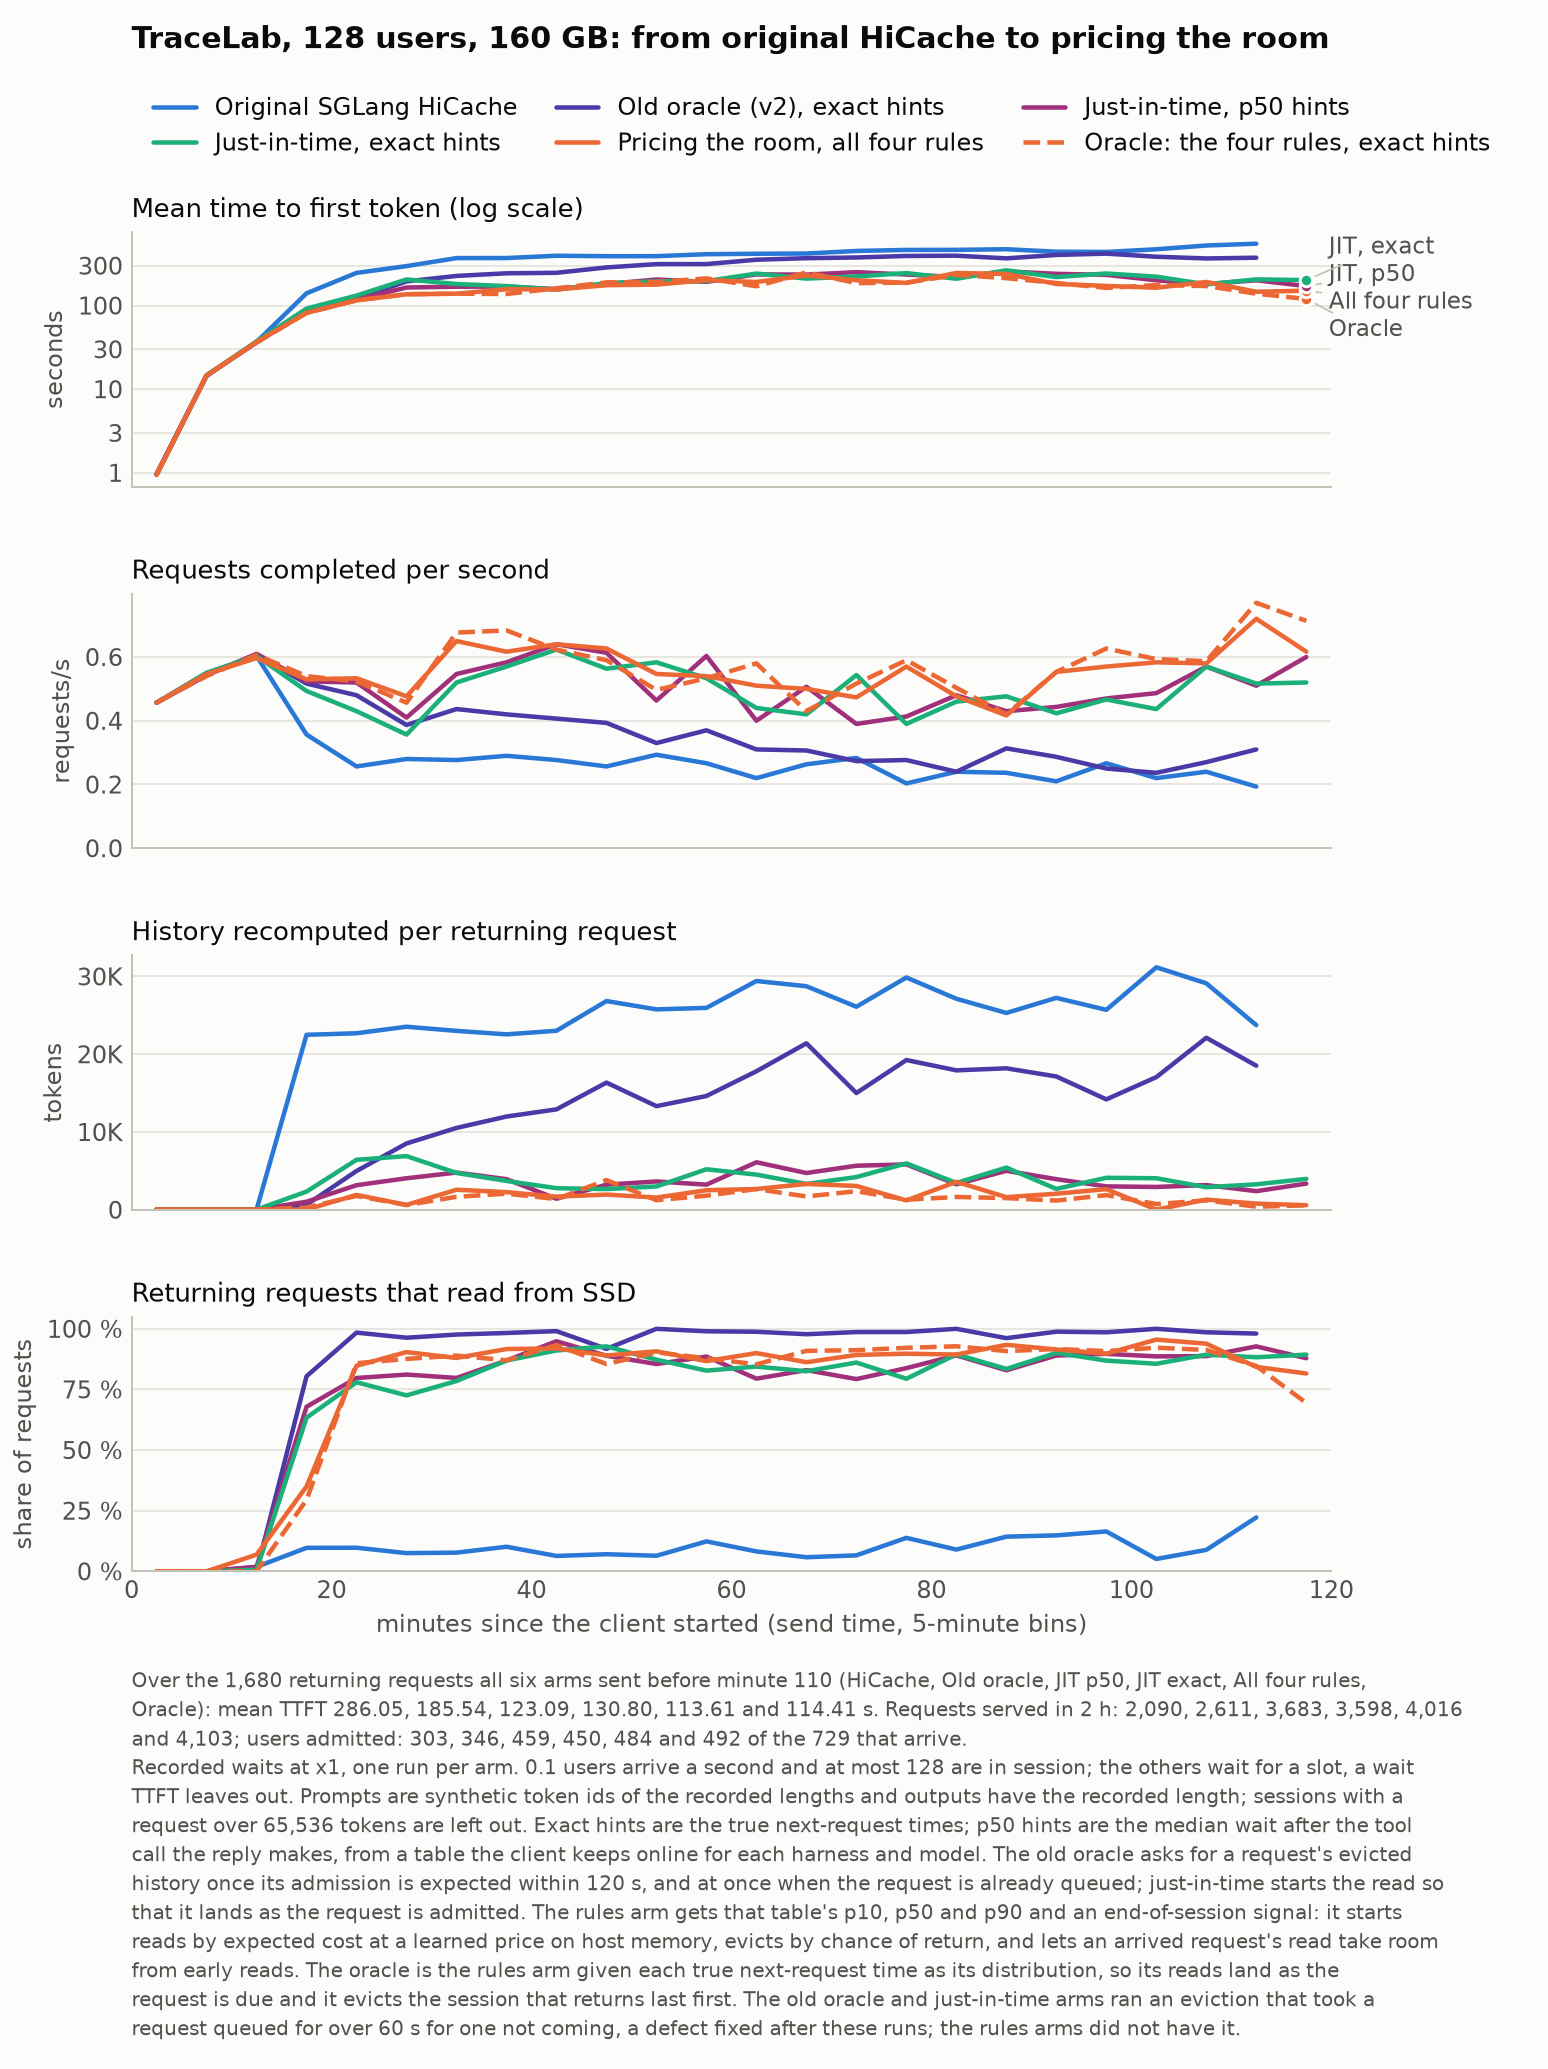 TraceLab, 128 users, 160 GB: from original HiCache to pricing the room
Original SGLang HiCache
Old oracle (v2), exact hints
Just-in-time, p50 hints
Just-in-time, exact hints
Pricing the room, all four rules
Oracle: the four rules, exact hints
Mean time to first token (log scale)
300
100
30
10
3
1
seconds
JIT, exact
JIT, p50
All four rules
Oracle
Requests completed per second
0.6
0.4
0.2
0.0
requests/s
History recomputed per returning request
30K
20K
10K
0
tokens
Returning requests that read from SSD
100 %
75 %
50 %
25 %
0 %
share of requests
0 20 40 60 80 100 120
minutes since the client started (send time, 5-minute bins)
Over the 1,680 returning requests all six arms sent before minute 110 (HiCache, Old oracle, JIT p50, JIT exact, All four rules,
Oracle): mean TTFT 286.05, 185.54, 123.09, 130.80, 113.61 and 114.41 s. Requests served in 2 h: 2,090, 2,611, 3,683, 3,598, 4,016
and 4,103; users admitted: 303, 346, 459, 450, 484 and 492 of the 729 that arrive.
Recorded waits at x1, one run per arm. 0.1 users arrive a second and at most 128 are in session; the others wait for a slot, a wait
TTFT leaves out. Prompts are synthetic token ids of the recorded lengths and outputs have the recorded length; sessions with a
request over 65,536 tokens are left out. Exact hints are the true next-request times; p50 hints are the median wait after the tool
call the reply makes, from a table the client keeps online for each harness and model. The old oracle asks for a request's evicted
history once its admission is expected within 120 s, and at once when the request is already queued; just-in-time starts the read so
that it lands as the request is admitted. The rules arm gets that table's p10, p50 and p90 and an end-of-session signal: it starts
reads by expected cost at a learned price on host memory, evicts by chance of return, and lets an arrived request's read take room
from early reads. The oracle is the rules arm given each true next-request time as its distribution, so its reads land as the
request is due and it evicts the session that returns last first. The old oracle and just-in-time arms ran an eviction that took a
request queued for over 60 s for one not coming, a defect fixed after these runs; the rules arms did not have it.